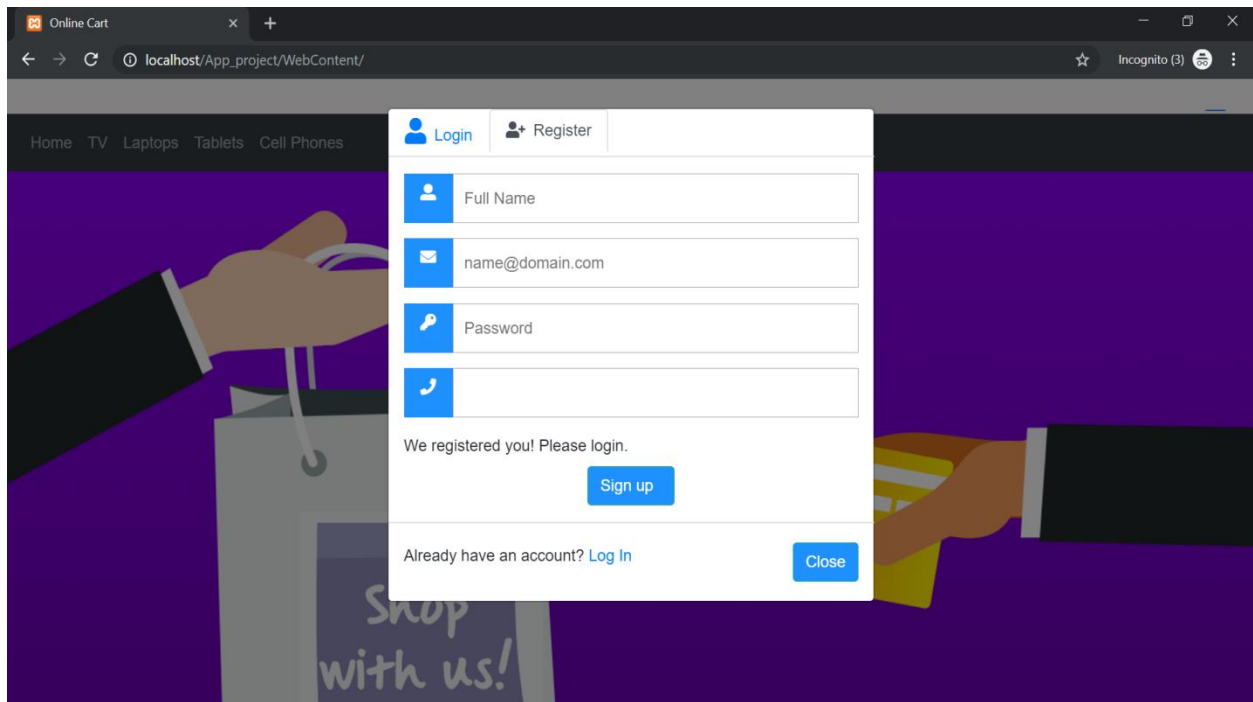 Online Cart
localhost/App_project/WebContent/
Incognito (3)
Home TV Laptops Tablets Cell Phones
Login Register
Full Name
name@domain.com
Password
We registered you! Please login.
Sign up
Already have an account? Log In
Close
Shop
with us!